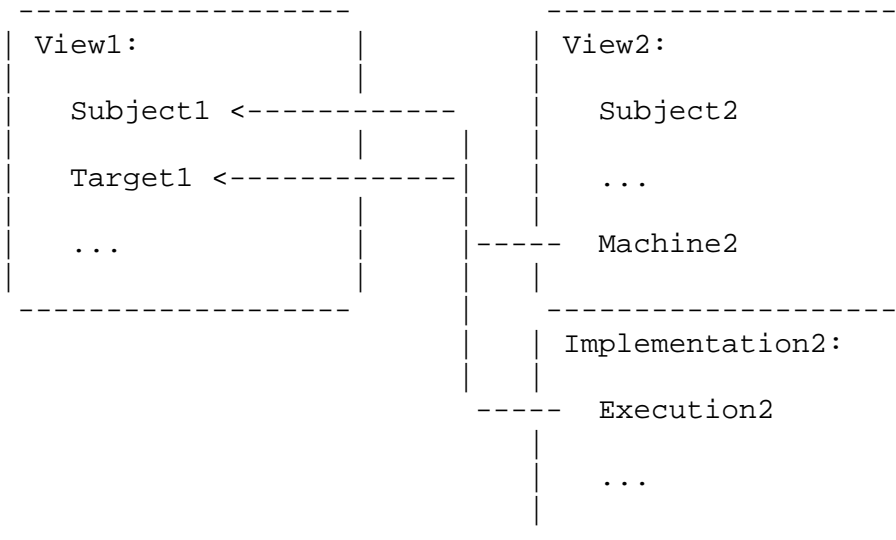 View1:
Subject1
Target1
...
View2:
Subject2
...
Machine2
Implementation2:
Execution2
...